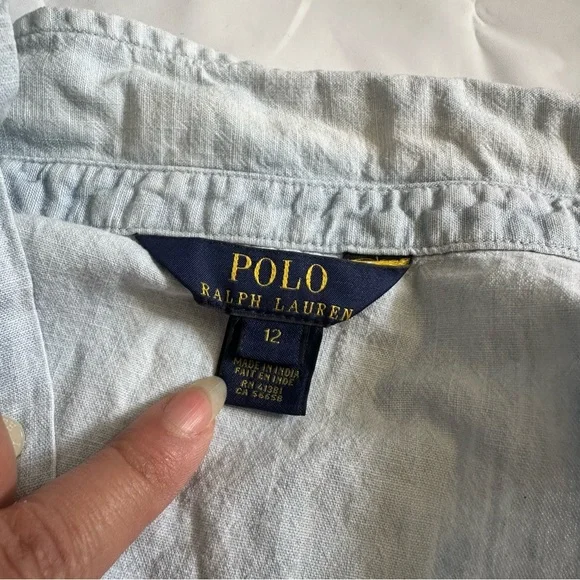 POLO
RALPH LAUREN
12
MADE IN INDIA
FAIT EN INDE
RN 41381
CA 56658